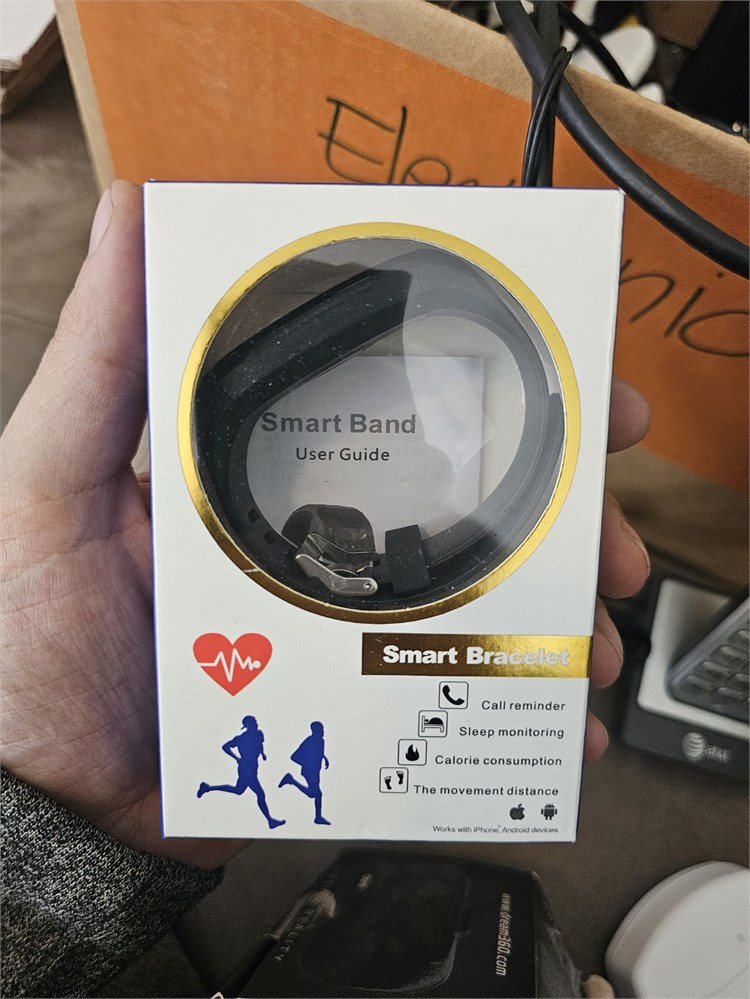 Smart Band
User Guide
Smart Bracelet
Call reminder
Sleep monitoring
Calorie consumption
The movement distance
Works with iPhone, Android devices
at&t
www.dream360.com